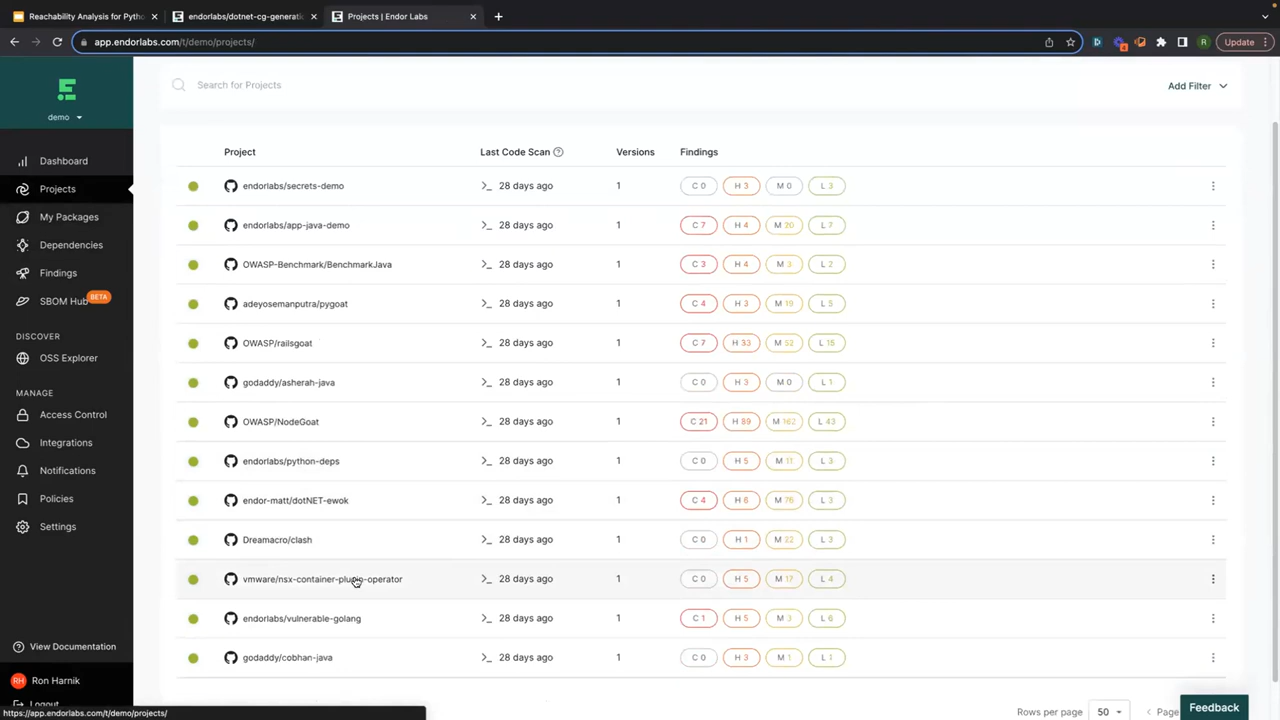 Reachability Analysis for Pytho
endorlabs/dotnet-cg-generatio
Projects | Endor Labs
app.endorlabs.com/t/demo/projects/
R
Update
demo
Dashboard
Projects
My Packages
Dependencies
Findings
SBOM Hub BETA
DISCOVER
OSS Explorer
MANAGE
Access Control
Integrations
Notifications
Policies
Settings
View Documentation
RH Ron Harnik
Logout
Search for Projects
Add Filter
Project Last Code Scan Versions Findings
endorlabs/secrets-demo 28 days ago 1 C 0 H 3 M 0 L 3
endorlabs/app-java-demo 28 days ago 1 C 7 H 4 M 20 L 7
OWASP-Benchmark/BenchmarkJava 28 days ago 1 C 3 H 4 M 3 L 2
adeyosemanputra/pygoat 28 days ago 1 C 4 H 3 M 19 L 5
OWASP/railsgoat 28 days ago 1 C 7 H 33 M 52 L 15
godaddy/asherah-java 28 days ago 1 C 0 H 3 M 0 L 1
OWASP/NodeGoat 28 days ago 1 C 21 H 89 M 162 L 43
endorlabs/python-deps 28 days ago 1 C 0 H 5 M 11 L 3
endor-matt/dotNET-ewok 28 days ago 1 C 4 H 6 M 76 L 3
Dreamacro/clash 28 days ago 1 C 0 H 1 M 22 L 3
vmware/nsx-container-plugin-operator 28 days ago 1 C 0 H 5 M 17 L 4
endorlabs/vulnerable-golang 28 days ago 1 C 1 H 5 M 3 L 6
godaddy/cobhan-java 28 days ago 1 C 0 H 3 M 1 L 1
Rows per page 50 Page
Feedback
https://app.endorlabs.com/t/demo/projects/